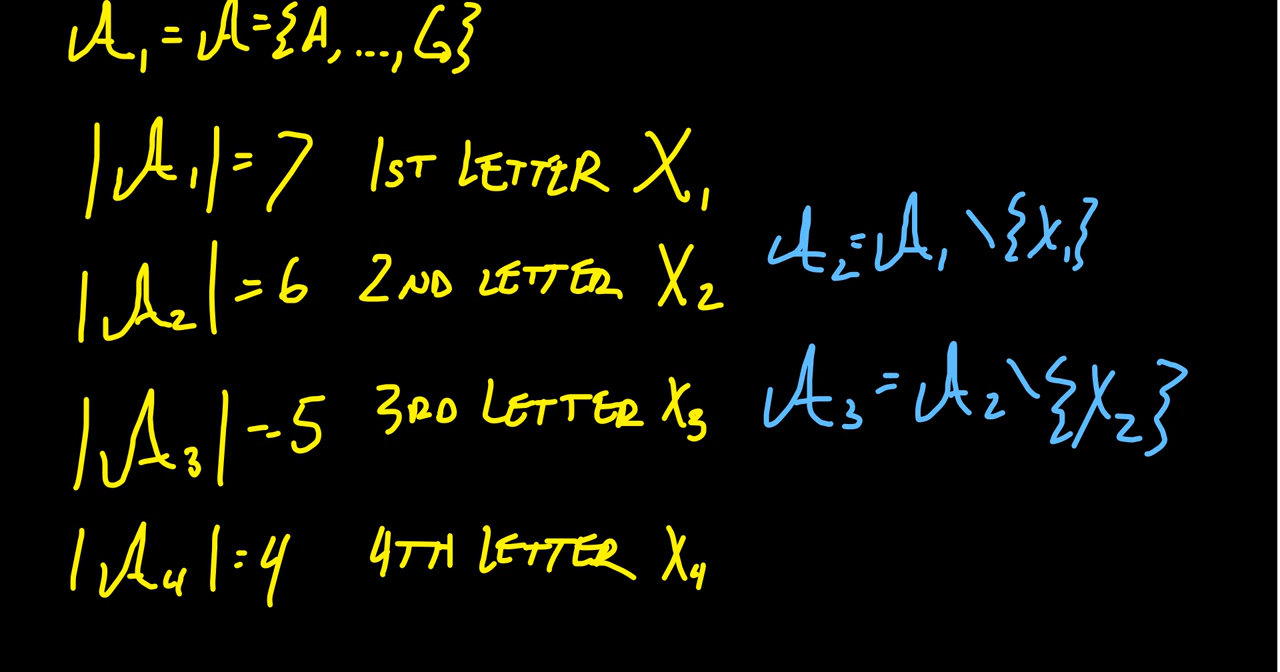 𝒜₁ = 𝒜 = {A, ..., G}
|𝒜₁| = 7 1ST LETTER X₁
𝒜₂ = 𝒜₁ \ {X₁}
|𝒜₂| = 6 2ND LETTER X₂
𝒜₃ = 𝒜₂ \ {X₂}
|𝒜₃| = 5 3RD LETTER X₃
|𝒜₄| = 4 4TH LETTER X₄